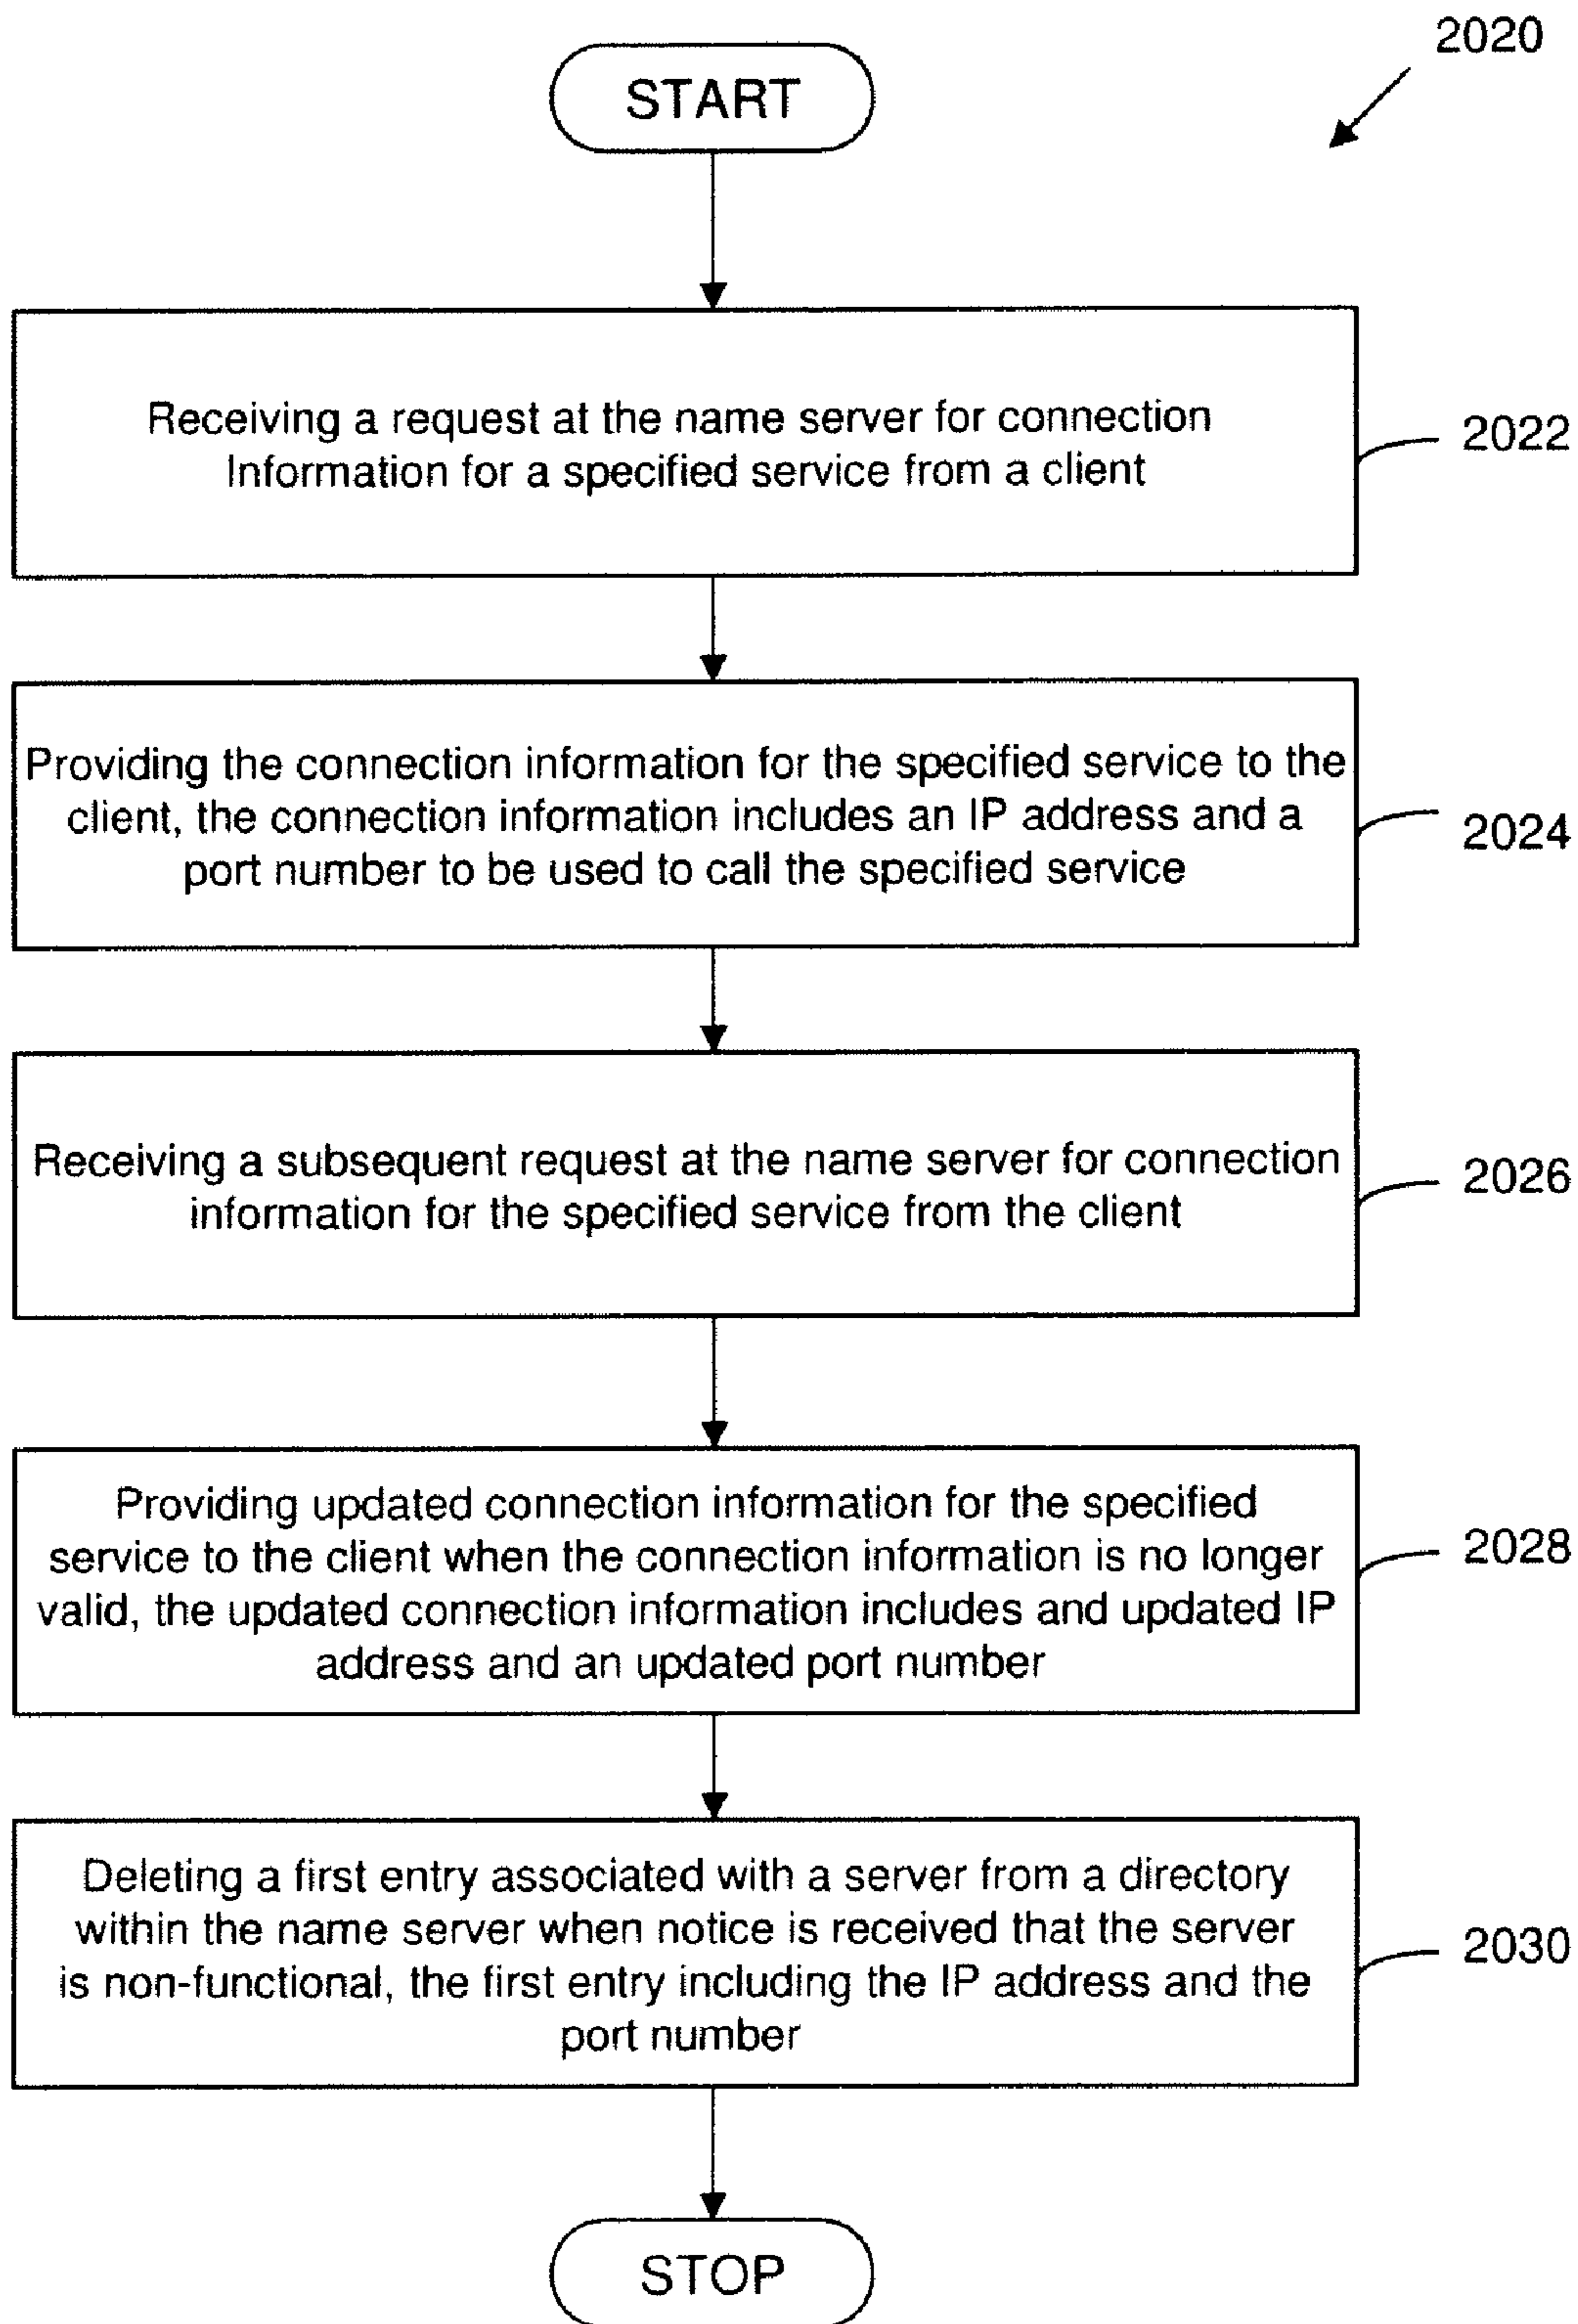 2020
START
Receiving a request at the name server for connection
Information for a specified service from a client
2022
Providing the connection information for the specified service to the
client, the connection information includes an IP address and a
port number to be used to call the specified service
2024
Receiving a subsequent request at the name server for connection
information for the specified service from the client
2026
Providing updated connection information for the specified
service to the client when the connection information is no longer
valid, the updated connection information includes and updated IP
address and an updated port number
2028
Deleting a first entry associated with a server from a directory
within the name server when notice is received that the server
is non-functional, the first entry including the IP address and the
port number
2030
STOP